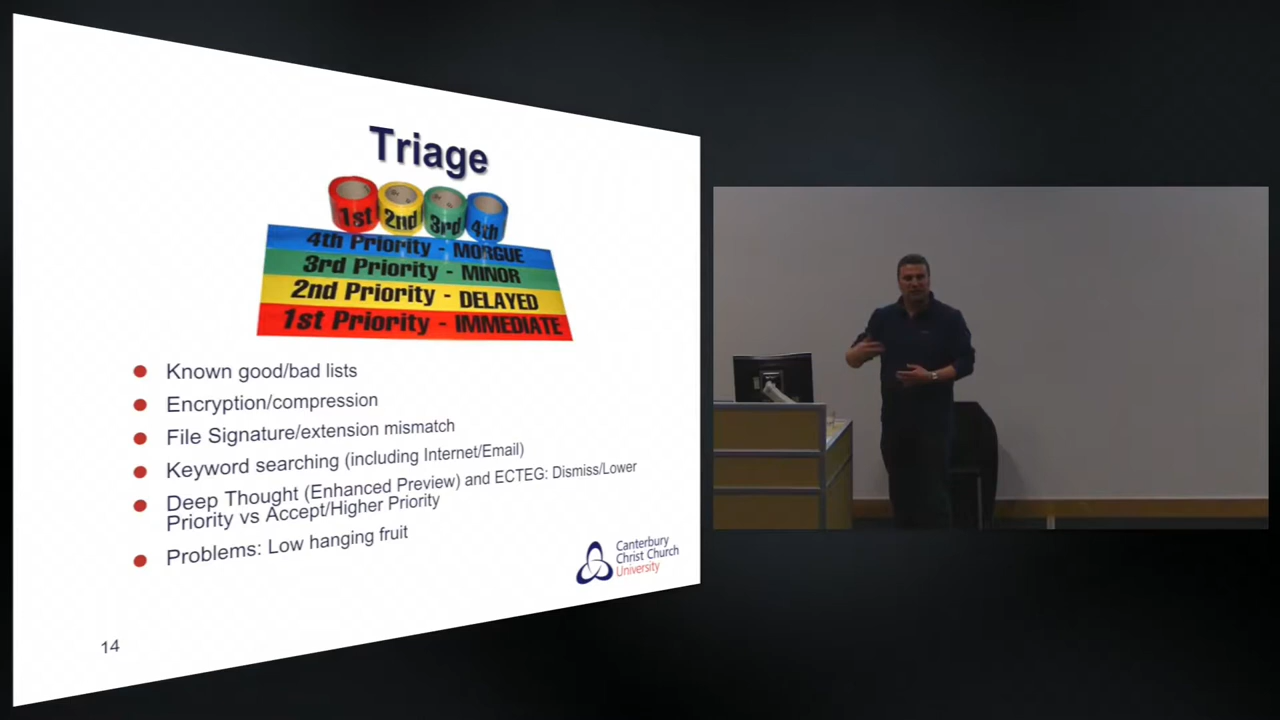 Triage
1st 2nd 3rd 4th
4th Priority - MORGUE
3rd Priority - MINOR
2nd Priority - DELAYED
1st Priority - IMMEDIATE
Known good/bad lists
Encryption/compression
File Signature/extension mismatch
Keyword searching (including Internet/Email)
Deep Thought (Enhanced Preview) and ECTEG: Dismiss/Lower
Priority vs Accept/Higher Priority
Problems: Low hanging fruit
Canterbury
Christ Church
University
14